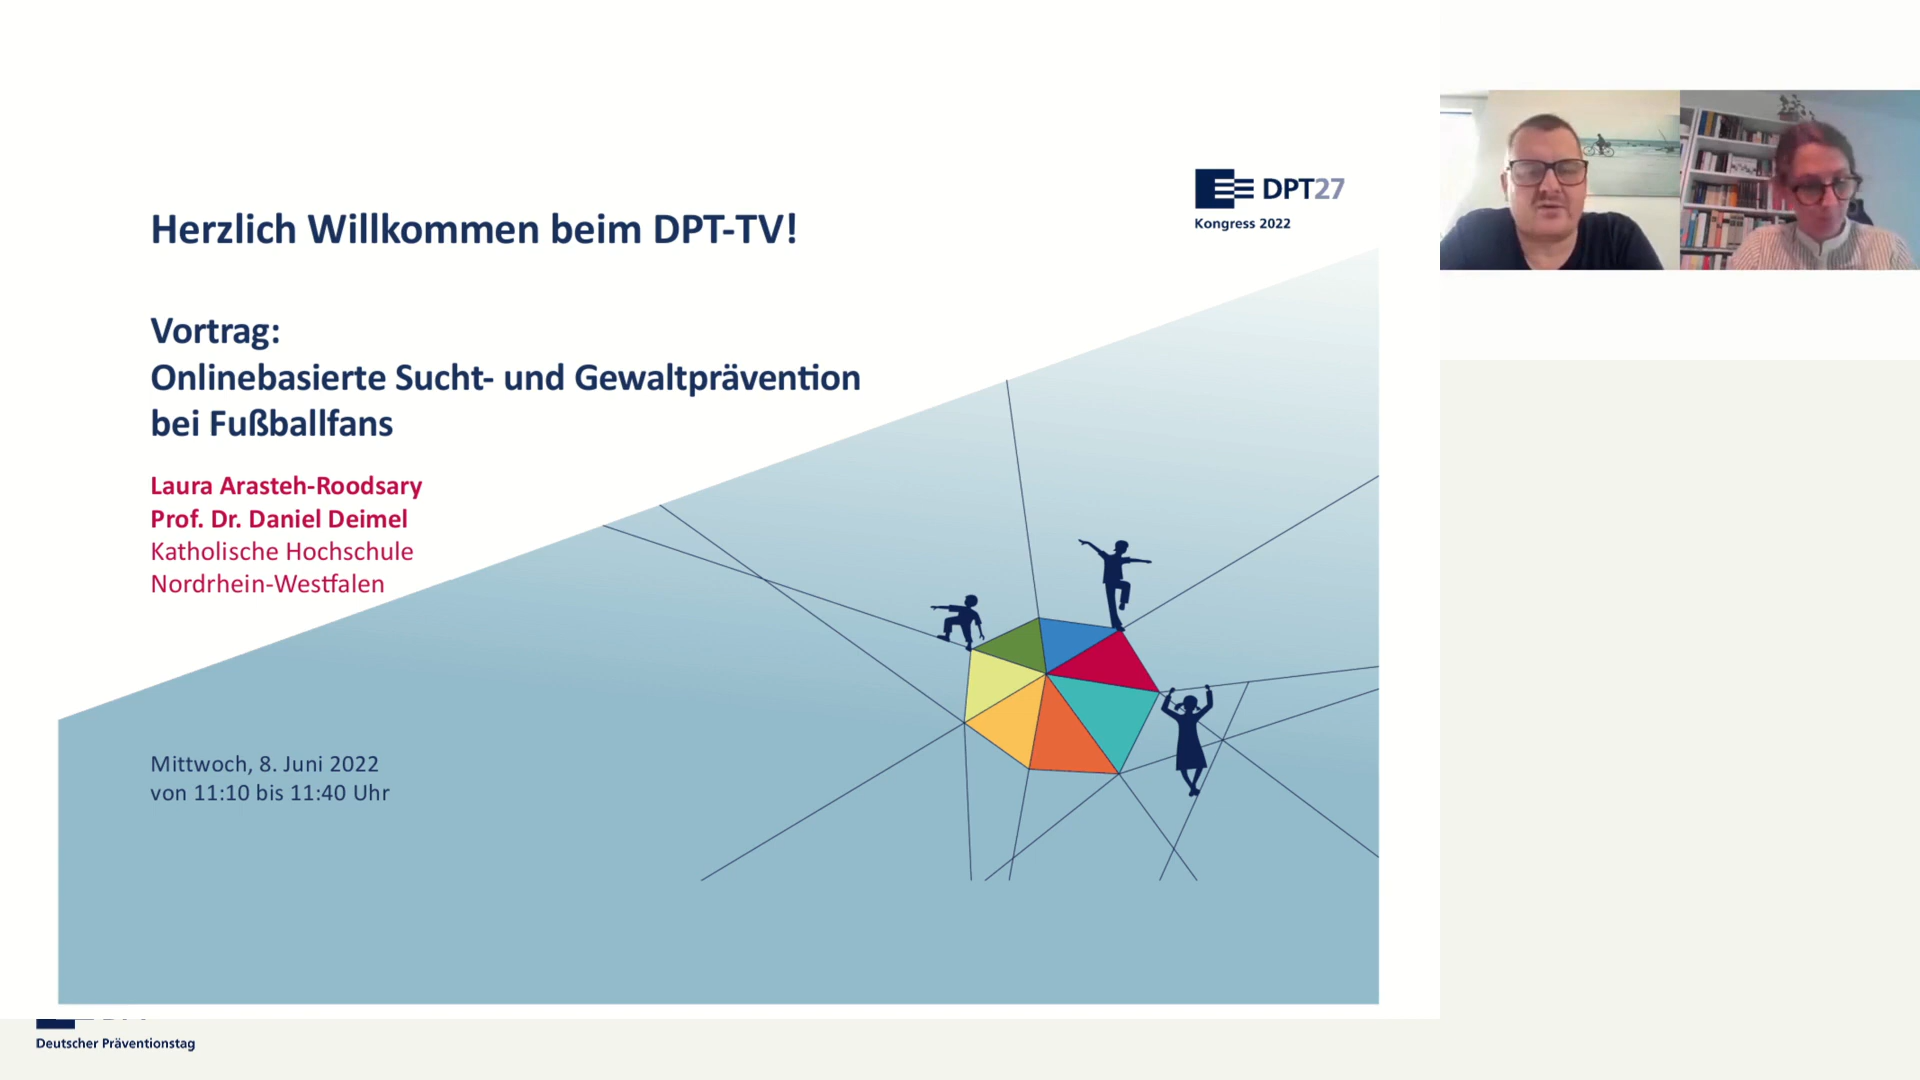 Herzlich Willkommen beim DPT-TV!
DPT27
Kongress 2022
Vortrag:
Onlinebasierte Sucht- und Gewaltprävention
bei Fußballfans
Laura Arasteh-Roodsary
Prof. Dr. Daniel Deimel
Katholische Hochschule
Nordrhein-Westfalen
Mittwoch, 8. Juni 2022
von 11:10 bis 11:40 Uhr
Deutscher Präventionstag